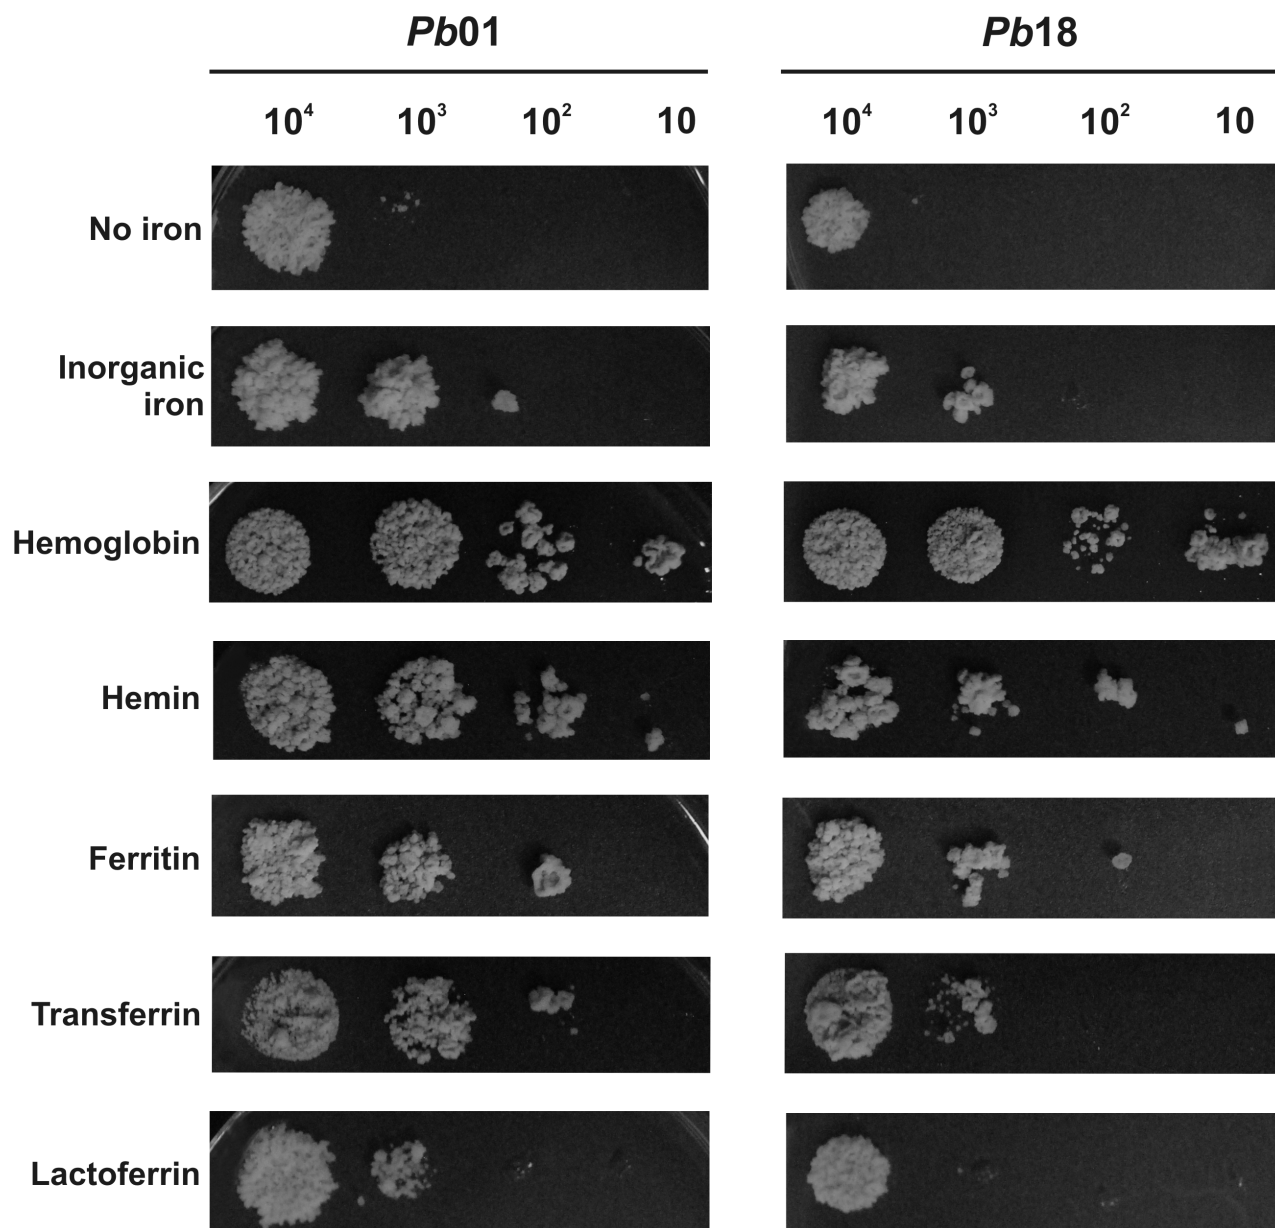 Pb01 Pb18
10⁴ 10³ 10² 10 10⁴ 10³ 10² 10
No iron
Inorganic
iron
Hemoglobin
Hemin
Ferritin
Transferrin
Lactoferrin